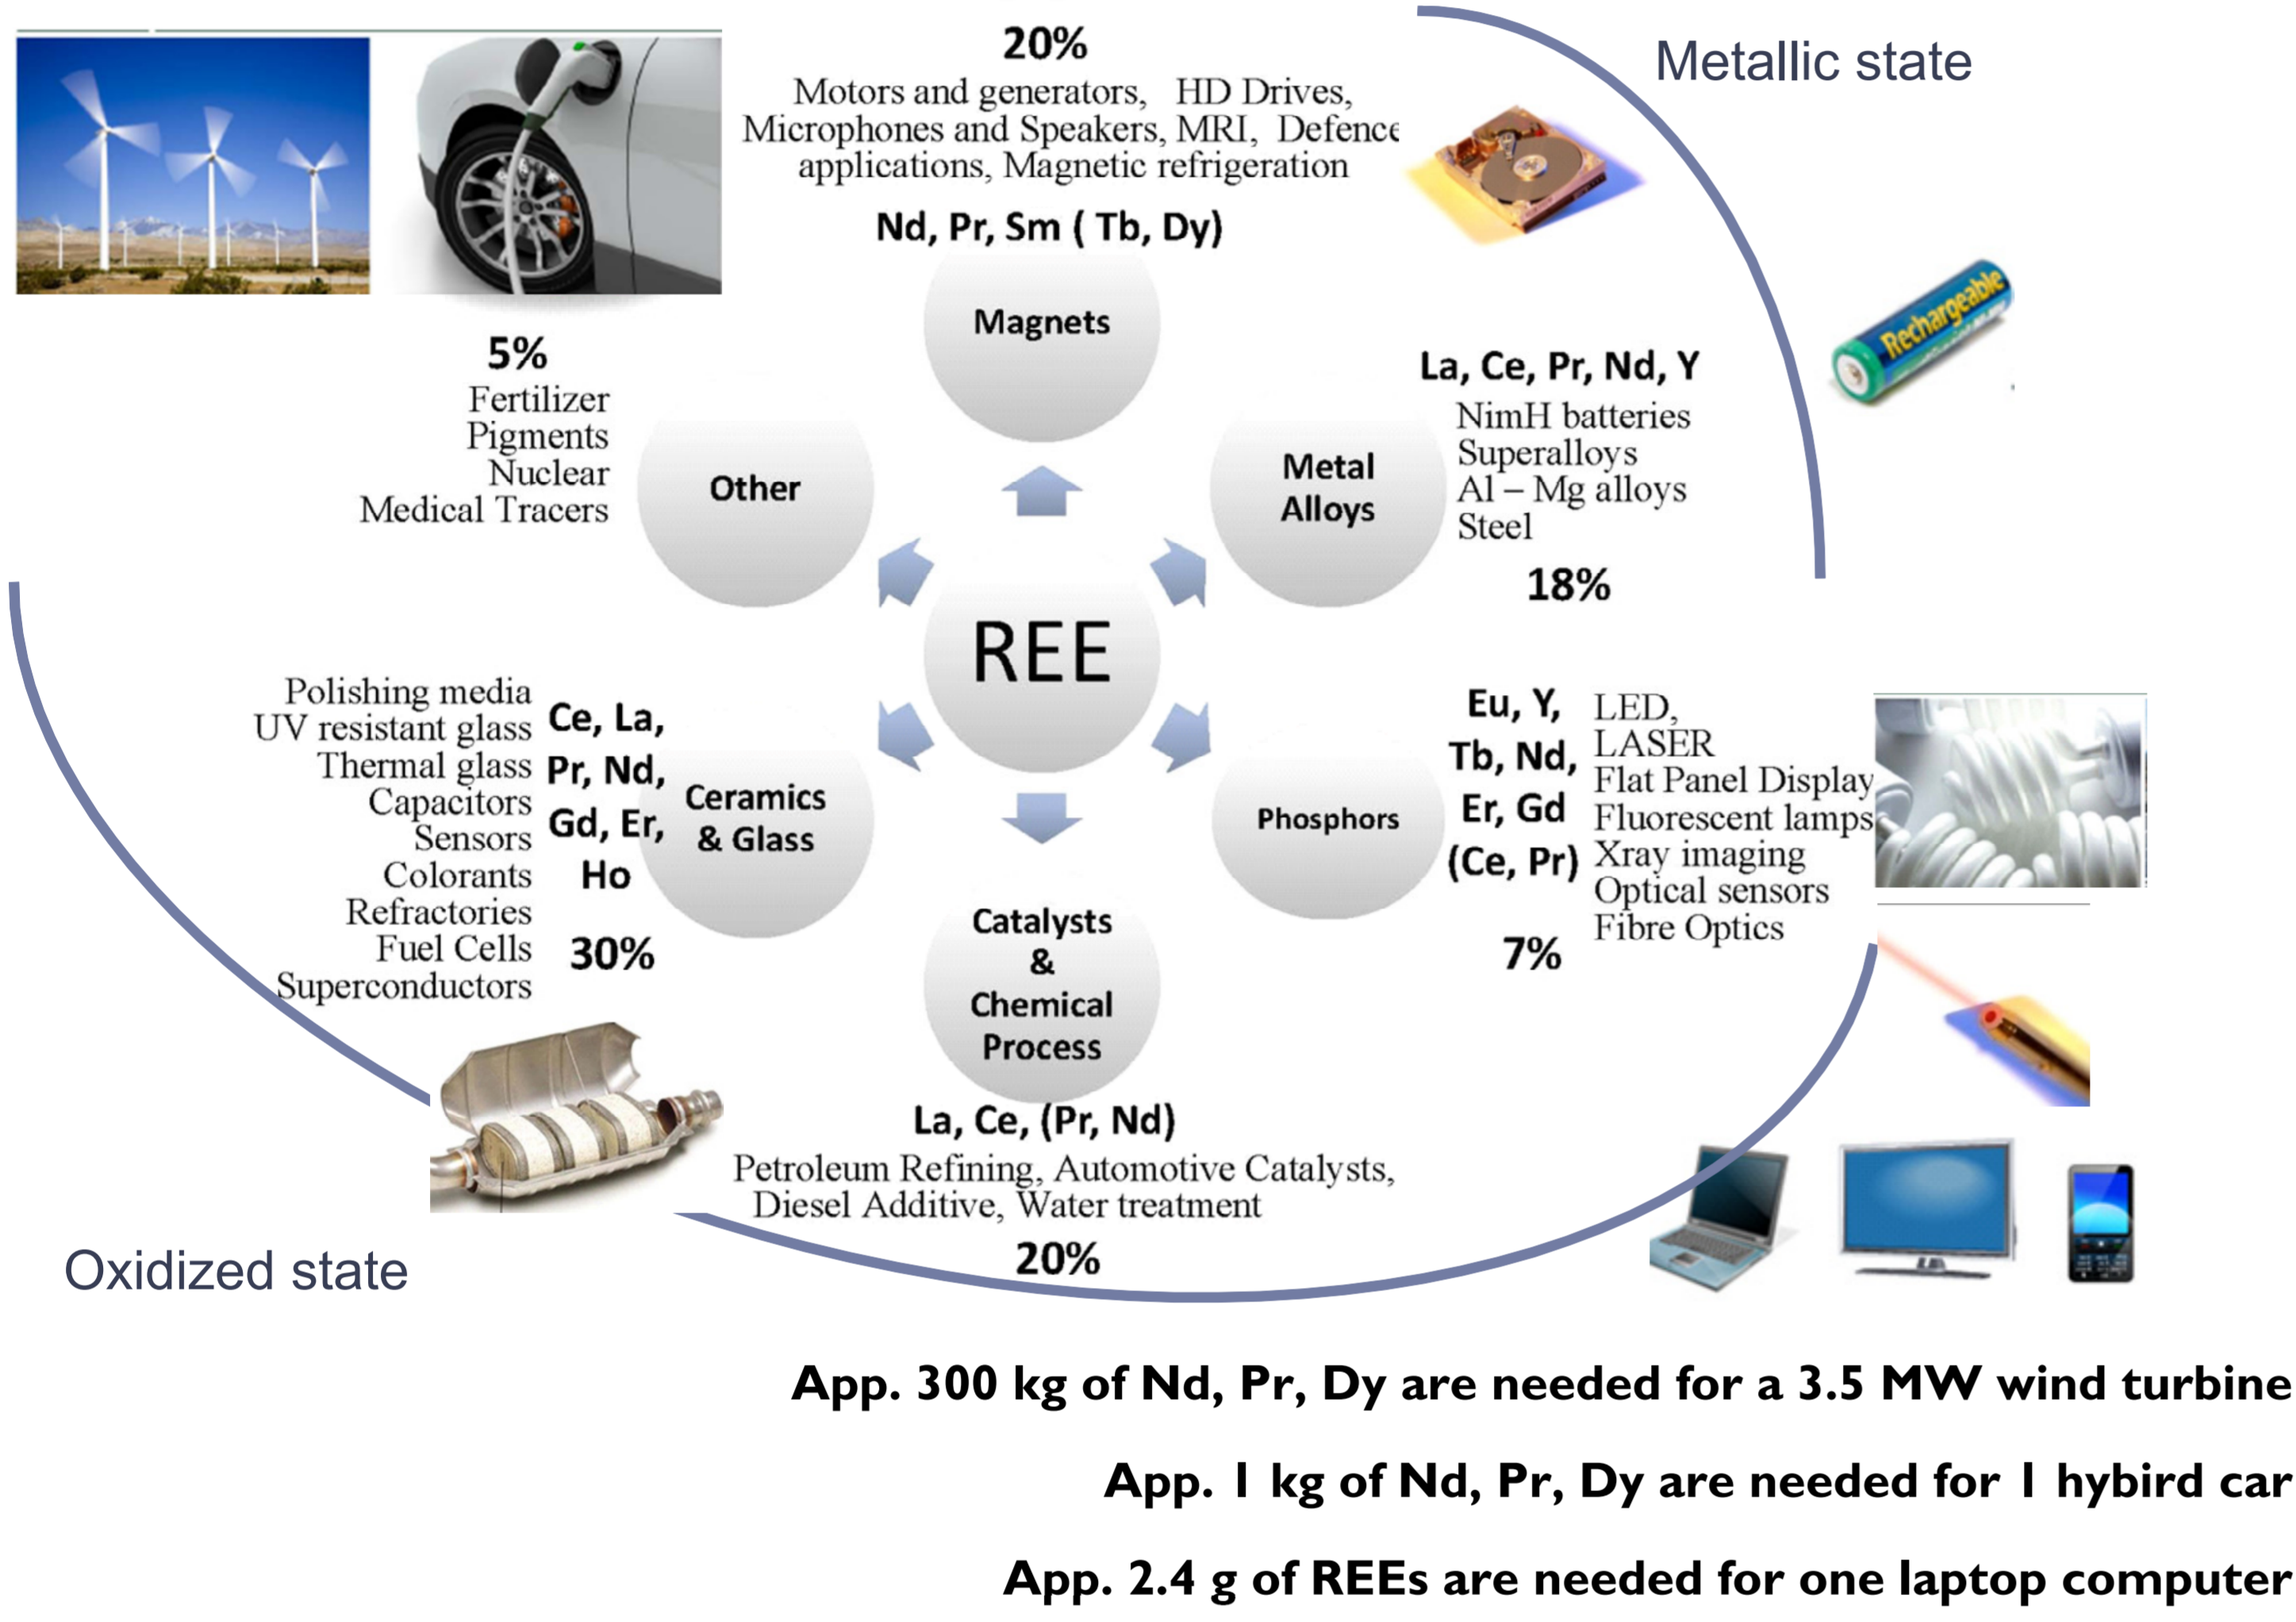 20%
Motors and generators, HD Drives,
Microphones and Speakers, MRI, Defence
applications, Magnetic refrigeration
Nd, Pr, Sm ( Tb, Dy)
Magnets
Metallic state
Rechargeable
La, Ce, Pr, Nd, Y
NimH batteries
Superalloys
Al – Mg alloys
Steel
18%
Metal
Alloys
5%
Fertilizer
Pigments
Nuclear
Medical Tracers
Other
REE
Polishing media
UV resistant glass
Thermal glass
Capacitors
Sensors
Colorants
Refractories
Fuel Cells
Superconductors
Ce, La,
Pr, Nd,
Gd, Er,
Ho
30%
Ceramics
& Glass
Phosphors
Eu, Y,
Tb, Nd,
Er, Gd
(Ce, Pr)
7%
LED,
LASER
Flat Panel Display
Fluorescent lamps
Xray imaging
Optical sensors
Fibre Optics
Catalysts
&
Chemical
Process
La, Ce, (Pr, Nd)
Petroleum Refining, Automotive Catalysts,
Diesel Additive, Water treatment
20%
Oxidized state
App. 300 kg of Nd, Pr, Dy are needed for a 3.5 MW wind turbine
App. 1 kg of Nd, Pr, Dy are needed for 1 hybird car
App. 2.4 g of REEs are needed for one laptop computer